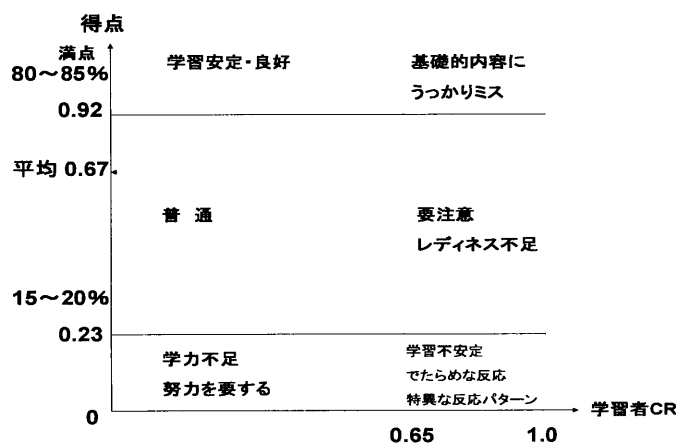 得点
満点
80～85%
学習安定・良好
基礎的内容に
うっかりミス
0.92
平均 0.67
普 通
要注意
レディネス不足
15～20%
0.23
学力不足
努力を要する
学習不安定
でたらめな反応
特異な反応パターン
0
学習者CR
0.65
1.0